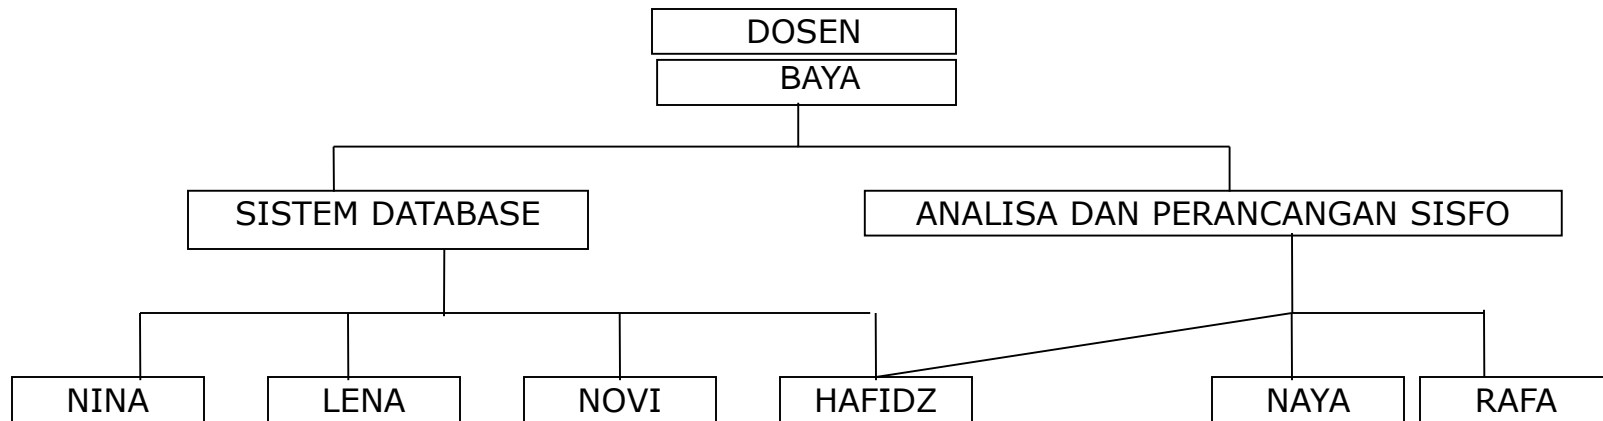 DOSEN
BAYA
SISTEM DATABASE
ANALISA DAN PERANCANGAN SISFO
NINA
LENA
NOVI
HAFIDZ
NAYA
RAFA